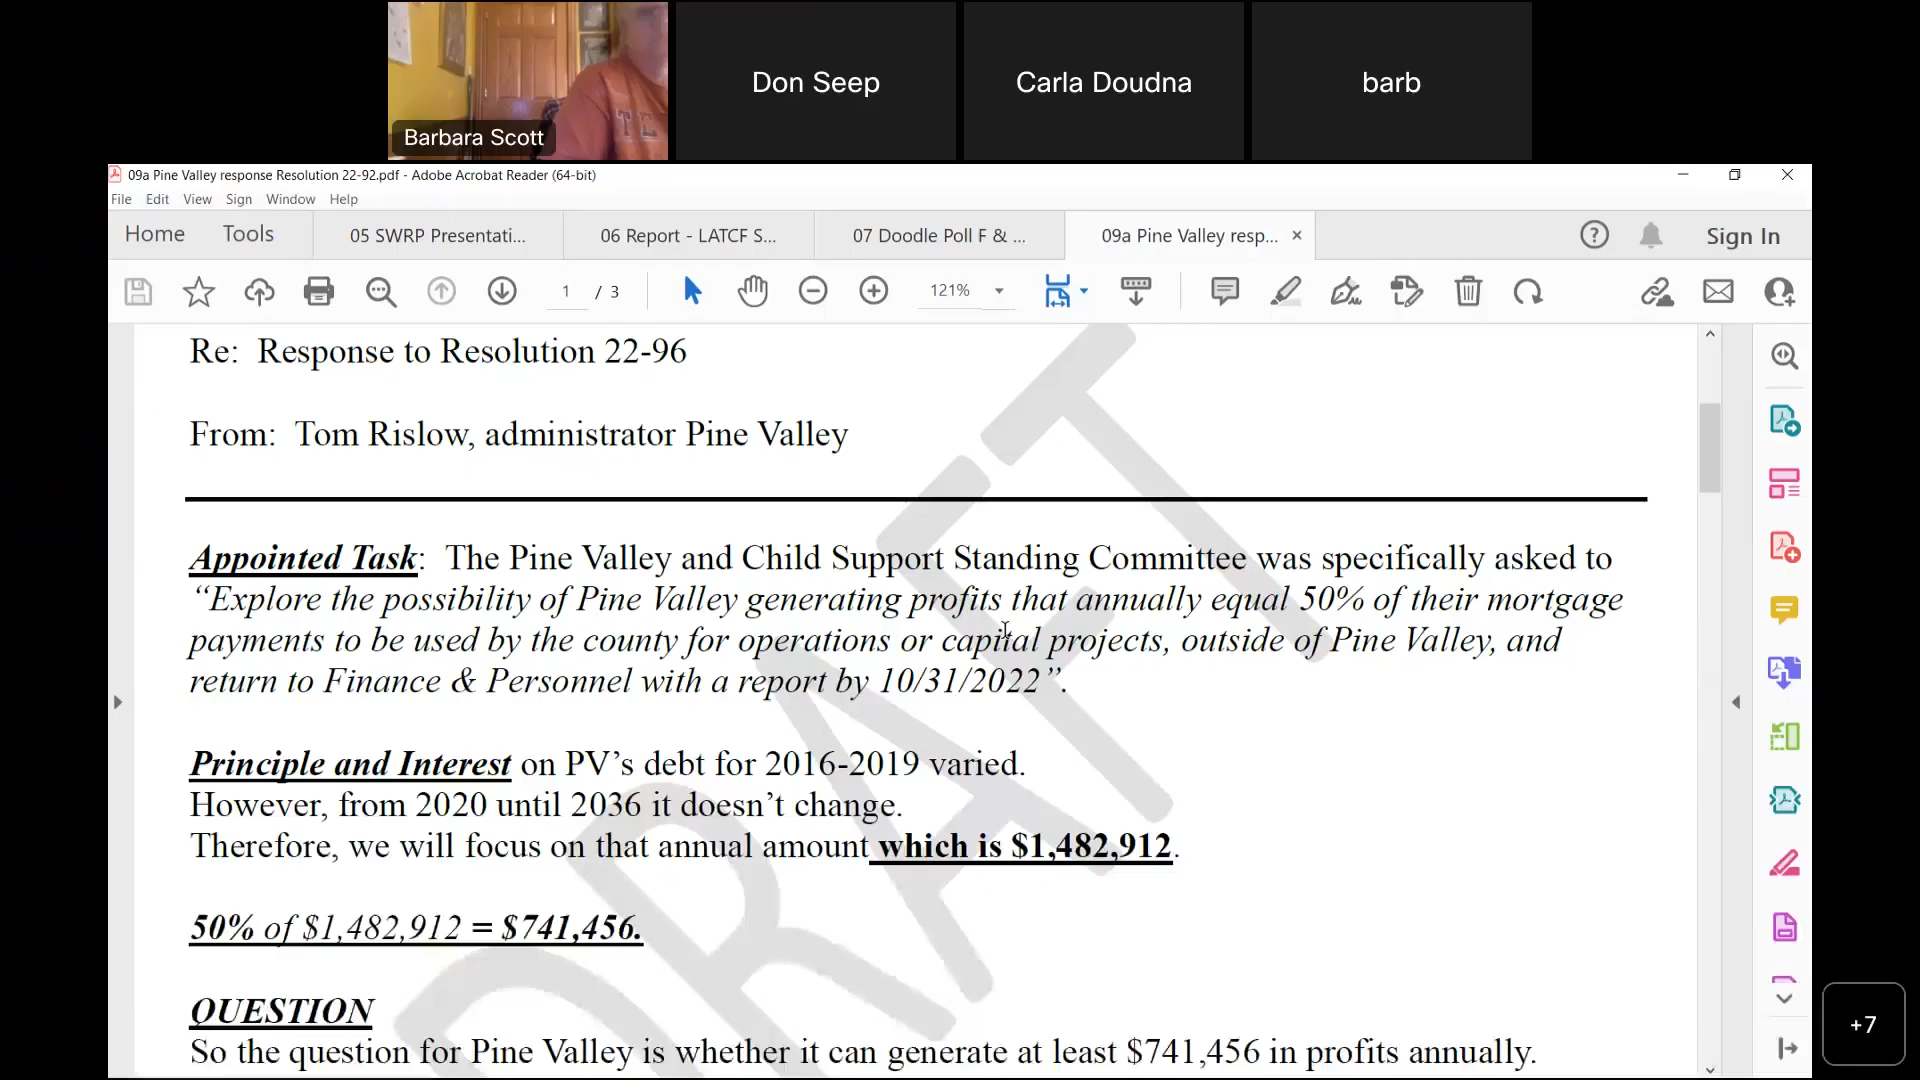 Don Seep
Carla Doudna
barb
Barbara Scott
09a Pine Valley response Resolution 22-92.pdf - Adobe Acrobat Reader (64-bit)
File Edit View Sign Window Help
Home Tools 05 SWRP Presentati... 06 Report - LATCF S... 07 Doodle Poll F & ... 09a Pine Valley resp... Sign In
1 / 3 121%
Re: Response to Resolution 22-96
From: Tom Rislow, administrator Pine Valley
Appointed Task: The Pine Valley and Child Support Standing Committee was specifically asked to
“Explore the possibility of Pine Valley generating profits that annually equal 50% of their mortgage
payments to be used by the county for operations or capital projects, outside of Pine Valley, and
return to Finance & Personnel with a report by 10/31/2022”.
Principle and Interest on PV’s debt for 2016-2019 varied.
However, from 2020 until 2036 it doesn’t change.
Therefore, we will focus on that annual amount which is $1,482,912.
50% of $1,482,912 = $741,456.
QUESTION
So the question for Pine Valley is whether it can generate at least $741,456 in profits annually.
DRAFT
+7